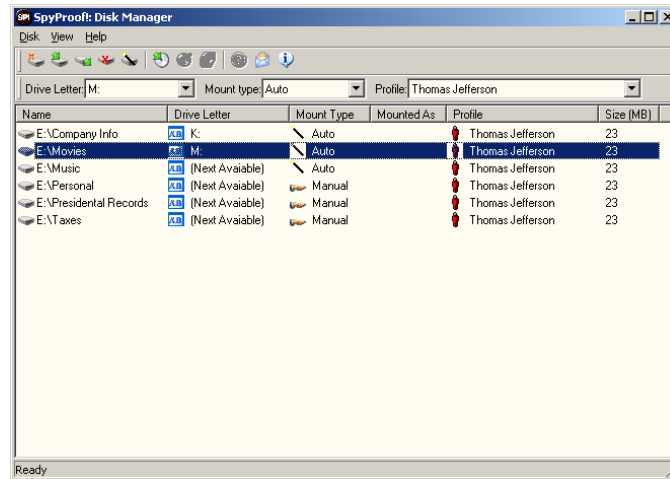 SpyProof!: Disk Manager
Disk View Help
Drive Letter: M: Mount type: Auto Profile: Thomas Jefferson
Name Drive Letter Mount Type Mounted As Profile Size (MB)
E:\Company Info K: Auto Thomas Jefferson 23
E:\Movies M: Auto Thomas Jefferson 23
E:\Music (Next Avaiable) Auto Thomas Jefferson 23
E:\Personal (Next Avaiable) Manual Thomas Jefferson 23
E:\Presidental Records (Next Avaiable) Manual Thomas Jefferson 23
E:\Taxes (Next Avaiable) Manual Thomas Jefferson 23
Ready